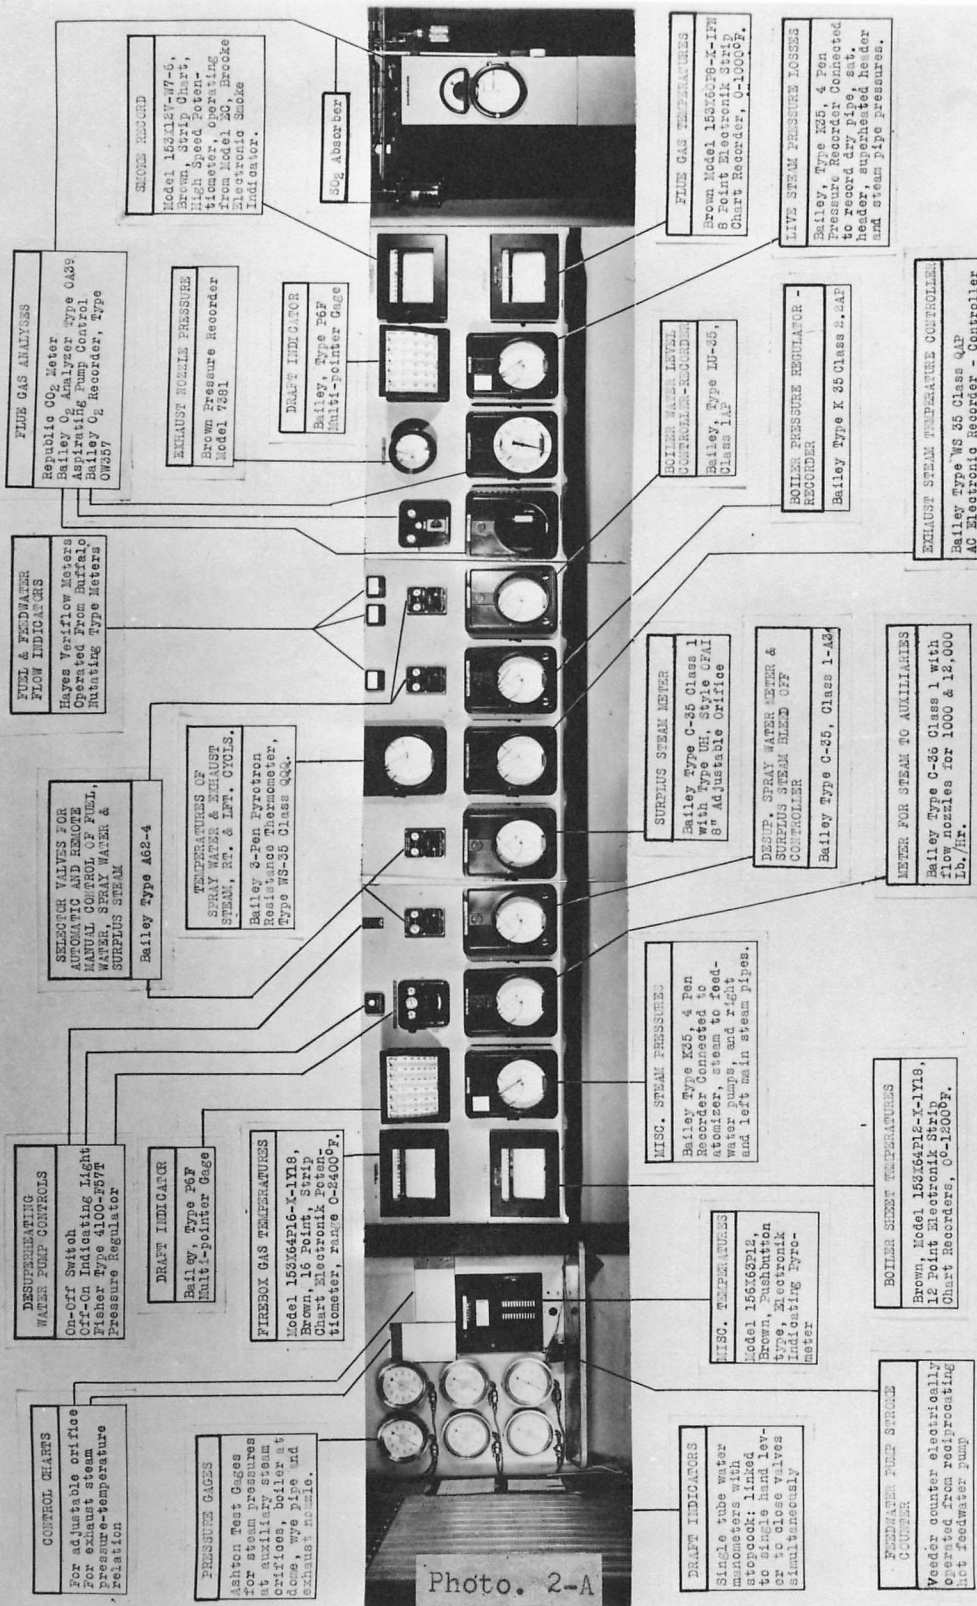 CONTROL CHARTS
For adjustable orifice
For exhaust steam
pressure-temperature
relation
DESUPERHEATING
WATER PUMP CONTROLS
On-Off Switch
Off-On Indicating Light
Fisher Type 4100-F57T
Pressure Regulator
SELECTOR VALVES FOR
AUTOMATIC AND REMOTE
MANUAL CONTROL OF FUEL,
WATER, SPRAY WATER &
SURPLUS STEAM
Bailey Type A62-4
FUEL & FEEDWATER
FLOW INDICATORS
Hayes Veriflow Meters
Operated From Buffalo
Nutating Type Meters
FLUE GAS ANALYSES
Republic CO2 Meter
Bailey O2 Analyzer Type OA39
Aspirating Pump Control
Bailey O2 Recorder, Type
OW357
SMOKE RECORD
Model 153X12V-W7-6,
Brown, Strip Chart,
High Speed Poten-
tiometer, operating
from Model EC, Brooke
Electronic Smoke
Indicator.
PRESSURE GAGES
Ashton Test Gages
for steam pressures
at auxiliary steam
orifices, boiler at
dome, wye pipe and
exhaust nozzle.
DRAFT INDICATOR
Bailey, Type P6F
Multi-pointer Gage
FIREBOX GAS TEMPERATURES
Model 153X64P16-X-1Y18,
Brown, 16 Point, Strip
Chart Electronik Poten-
tiometer, range 0-2400°F.
TEMPERATURES OF
SPRAY WATER & EXHAUST
STEAM, RT. & LFT. CYCLS.
Bailey 3-Pen Pyrotron
Resistance Thermometer,
Type WS-35 Class QQQ.
EXHAUST NOZZLE PRESSURE
Brown Pressure Recorder
Model 7381
DRAFT INDICATOR
Bailey Type P6F
Multi-pointer Gage
SO2 Absorber
Photo. 2-A
DRAFT INDICATORS
Single tube water
manometers with
stopcock: linked
to single hand lev-
er to close valves
simultaneously
MISC. TEMPERATURES
Model 156X63P12,
Brown, Pushbutton
type, Electronik
Indicating Pyro-
meter
MISC. STEAM PRESSURES
Bailey Type K35, 4 Pen
Recorder Connected to
atomizer, steam to feed-
water pumps, and right
and left main steam pipes.
SURPLUS STEAM METER
Bailey Type C-35 Class 1
with Type UH, Style OFAI
8" Adjustable Orifice
DESUP. SPRAY WATER METER &
SURPLUS STEAM BLEED OFF
CONTROLLER
Bailey Type C-35, Class 1-A34
BOILER WATER LEVEL
CONTROLLER-RECORDER
Bailey, Type LU-35,
Class 1AP
BOILER PRESSURE REGULATOR -
RECORDER
Bailey Type K 35 Class 2.2AP
FLUE GAS TEMPERATURES
8 Point Electronik Strip
Chart Recorder, 0-1000°F.
LIVE STEAM PRESSURE LOSSES
Bailey, Type K35, 4 Pen
Pressure Recorder Connected
to record dry pipe, sat.
header, superheated header
and steam pipe pressures.
FEEDWATER PUMP STROKE
COUNTER
Veeder counter electrically
operated from reciprocating
hot feedwater pump
BOILER SHEET TEMPERATURES
Brown, Model 153X64P12-X-1Y18,
12 Point Electronik Strip
Chart Recorders, 0°-1200°F.
METER FOR STEAM TO AUXILIARIES
Bailey Type C-36 Class 1 with
flow nozzles for 1000 & 12,000
Lb./Hr.
EXHAUST STEAM TEMPERATURE CONTROLLER
Bailey Type WS 35 Class QAP
AC Electronic Recorder - Controller